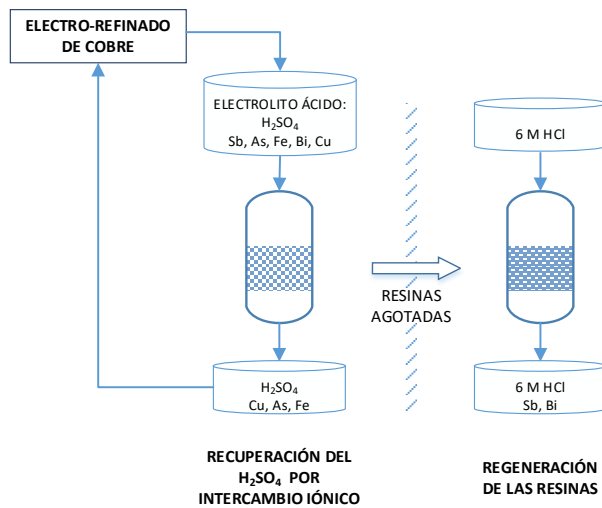 ELECTRO-REFINADO
DE COBRE
ELECTROLITO ÁCIDO:
H₂SO₄
Sb, As, Fe, Bi, Cu
6 M HCl
RESINAS
AGOTADAS
H₂SO₄
Cu, As, Fe
6 M HCl
Sb, Bi
RECUPERACIÓN DEL
H₂SO₄ POR
INTERCAMBIO IÓNICO
REGENERACIÓN
DE LAS RESINAS